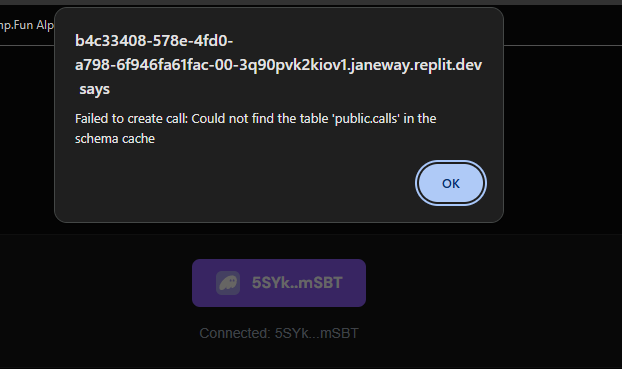 np.Fun Alp
b4c33408-578e-4fd0-
a798-6f946fa61fac-00-3q90pvk2kiov1.janeway.replit.dev
says
Failed to create call: Could not find the table 'public.calls' in the
schema cache
OK
5SYk..mSBT
Connected: 5SYk...mSBT